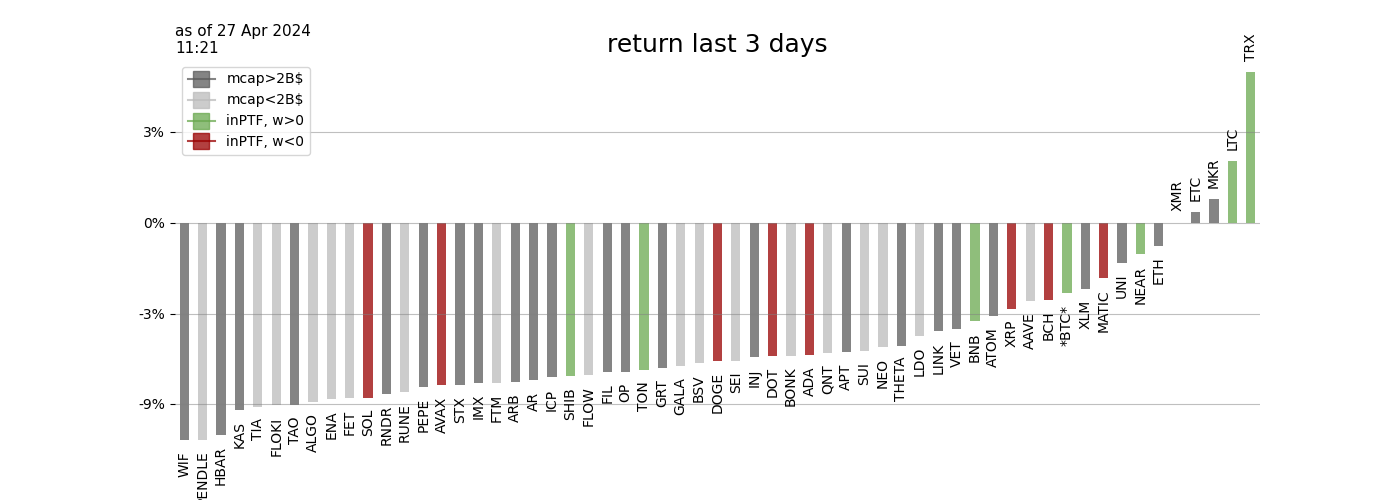 as of 27 Apr 2024
11:21
return last 3 days
mcap>2B$
mcap<2B$
inPTF, w>0
inPTF, w<0
3%
0%
-3%
-9%
WIF
ENDLE
HBAR
KAS
TIA
FLOKI
TAO
ALGO
ENA
FET
SOL
RNDR
RUNE
PEPE
AVAX
STX
IMX
FTM
ARB
AR
ICP
SHIB
FLOW
FIL
OP
TON
GRT
GALA
BSV
DOGE
SEI
INJ
DOT
BONK
ADA
QNT
APT
SUI
NEO
THETA
LDO
LINK
VET
BNB
ATOM
XRP
AAVE
BCH
*BTC*
XLM
MATIC
UNI
NEAR
ETH
XMR
ETC
MKR
LTC
TRX